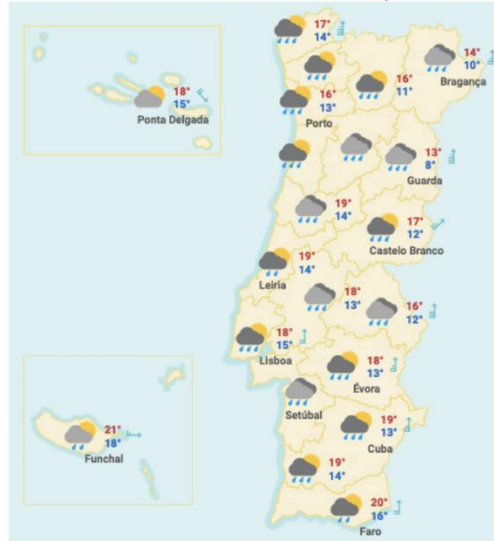 17°
14°
14°
10°
Bragança
16°
11°
18°
15°
Ponta Delgada
16°
13°
Porto
13°
8°
Guarda
19°
14°
17°
12°
Castelo Branco
19°
14°
Leiria
18°
13°
16°
12°
18°
15°
Lisboa
18°
13°
Évora
Setúbal
19°
13°
Cuba
21°
18°
Funchal
19°
14°
20°
16°
Faro